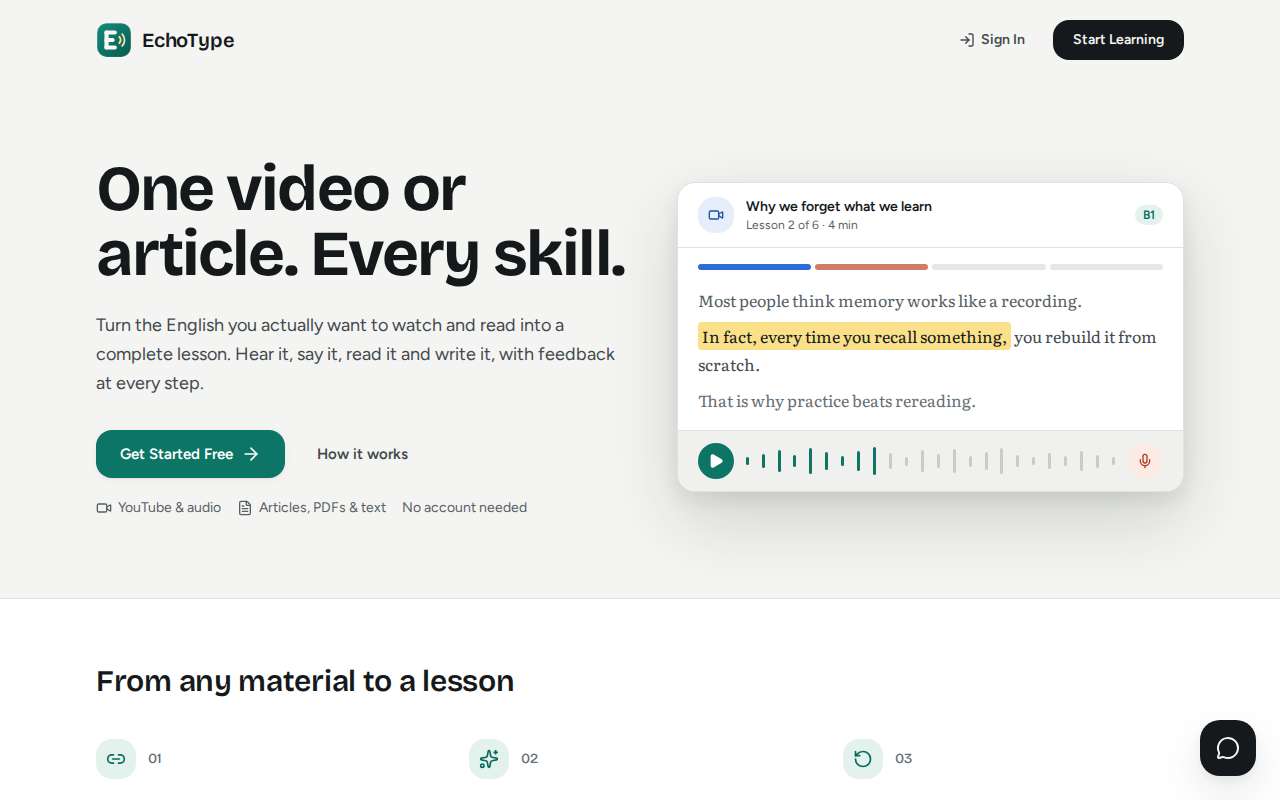 EchoType
Sign In
Start Learning
One video or
article. Every skill.
Turn the English you actually want to watch and read into a
complete lesson. Hear it, say it, read it and write it, with feedback
at every step.
Get Started Free
How it works
YouTube & audio
Articles, PDFs & text
No account needed
Why we forget what we learn
Lesson 2 of 6 · 4 min
B1
Most people think memory works like a recording.
In fact, every time you recall something, you rebuild it from
scratch.
That is why practice beats rereading.
From any material to a lesson
01
02
03